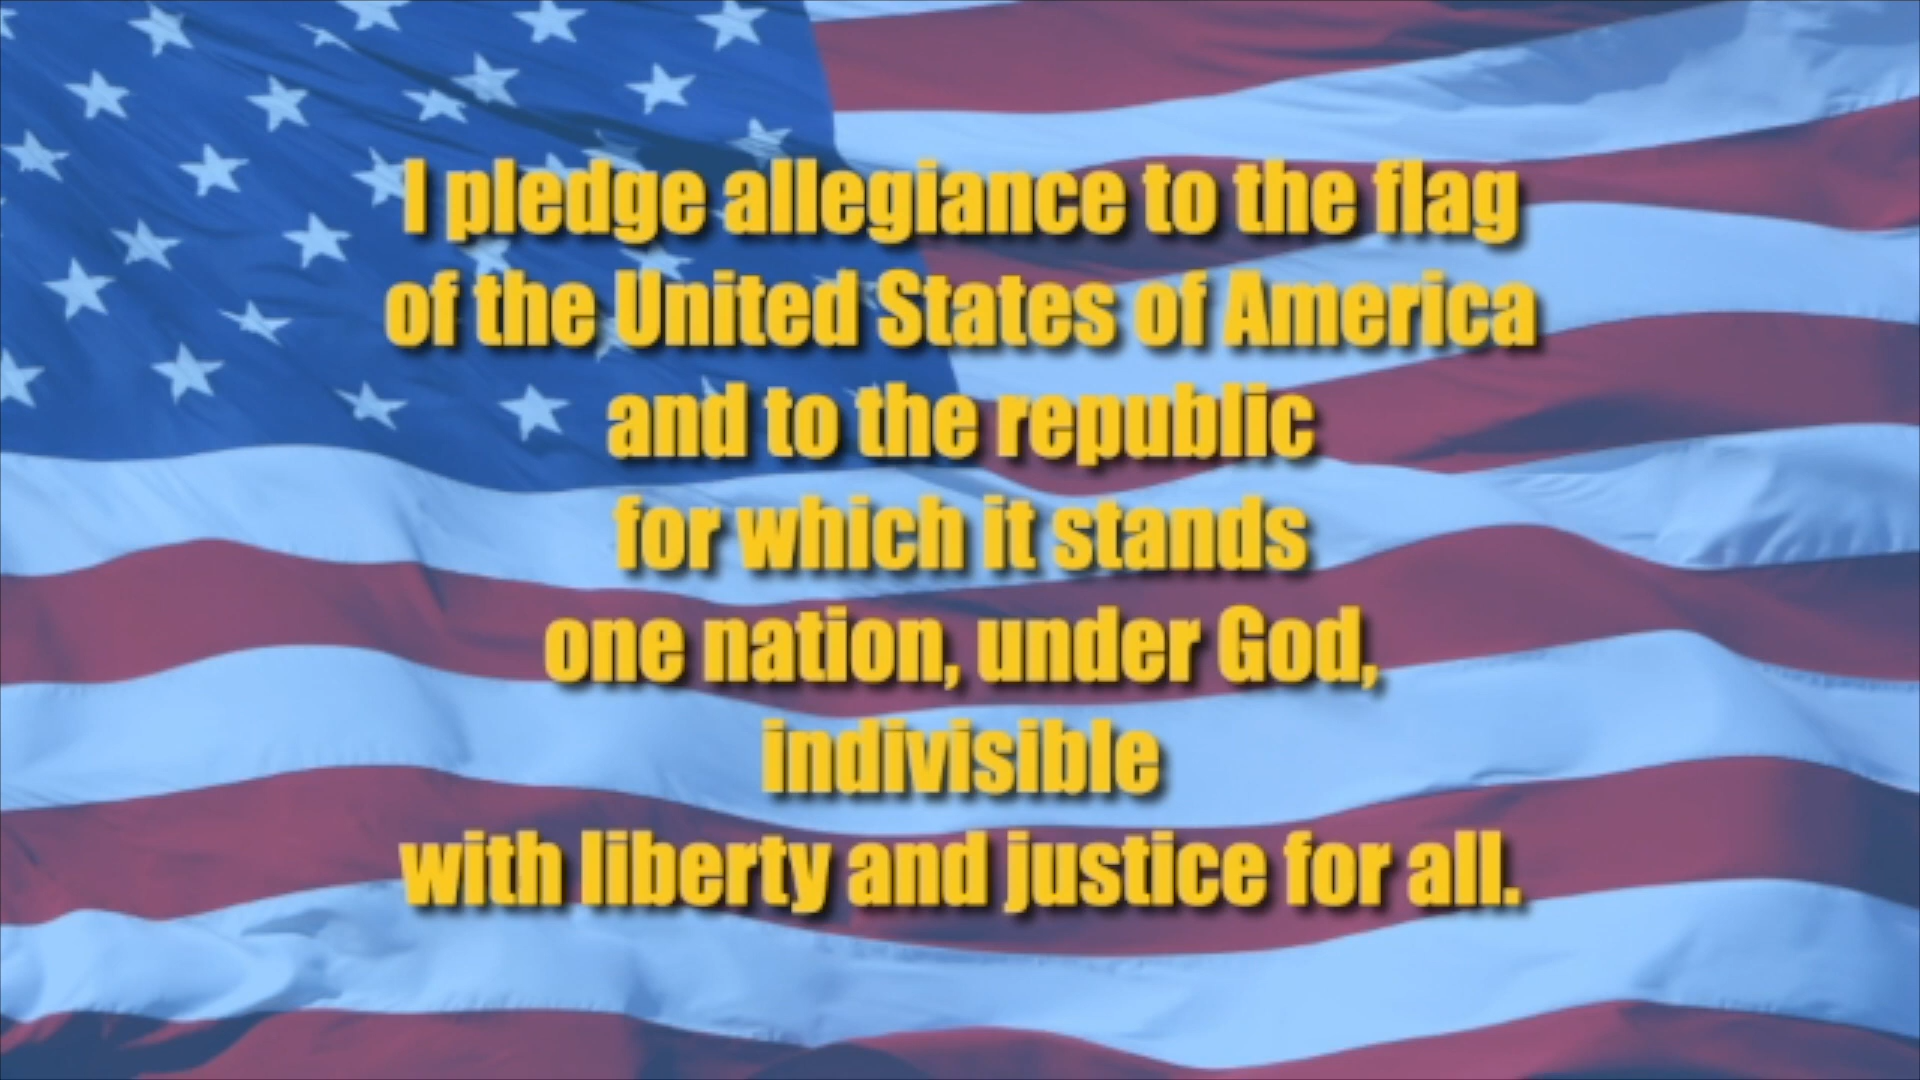 I pledge allegiance to the flag
of the United States of America
and to the republic
for which it stands
one nation, under God,
indivisible
with liberty and justice for all.